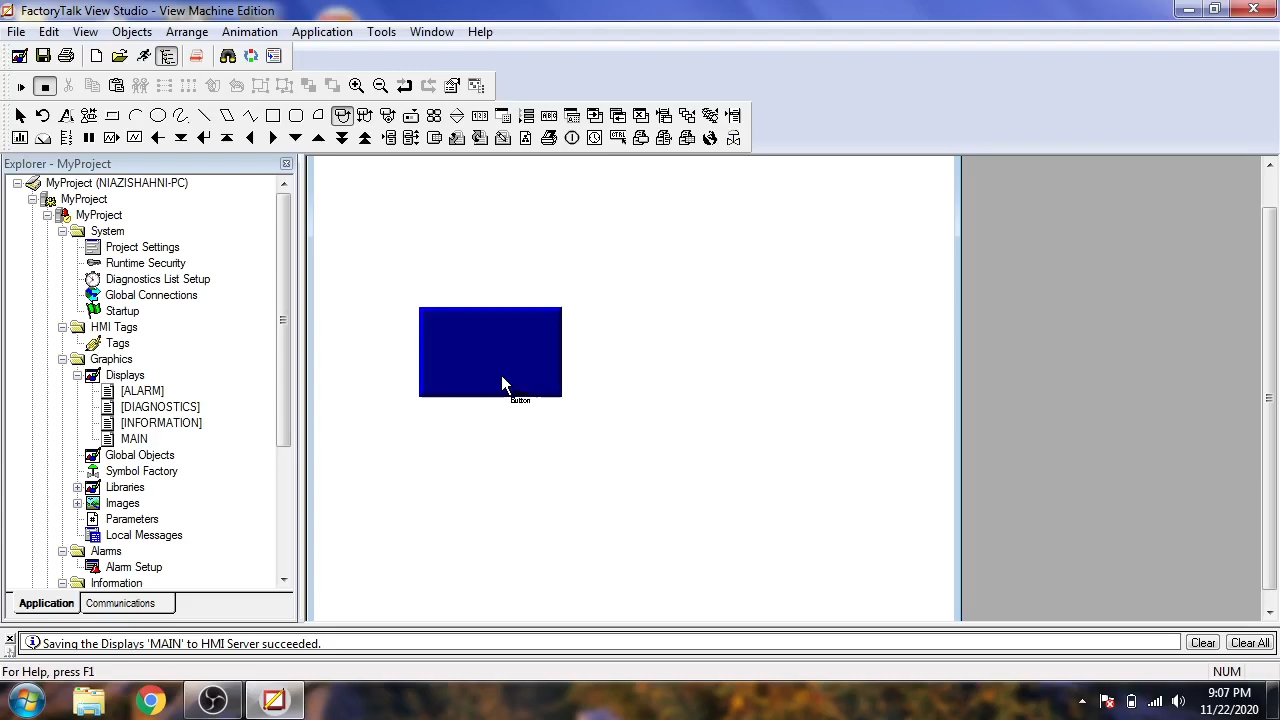 FactoryTalk View Studio - View Machine Edition
File Edit View Objects Arrange Animation Application Tools Window Help
Explorer - MyProject
MyProject (NIAZISHAHNI-PC)
MyProject
MyProject
System
Project Settings
Runtime Security
Diagnostics List Setup
Global Connections
Startup
HMI Tags
Tags
Graphics
Displays
[ALARM]
[DIAGNOSTICS]
[INFORMATION]
MAIN
Global Objects
Symbol Factory
Libraries
Images
Parameters
Local Messages
Alarms
Alarm Setup
Information
Button
Application Communications
Saving the Displays 'MAIN' to HMI Server succeeded.
Clear Clear All
For Help, press F1
NUM
9:07 PM
11/22/2020